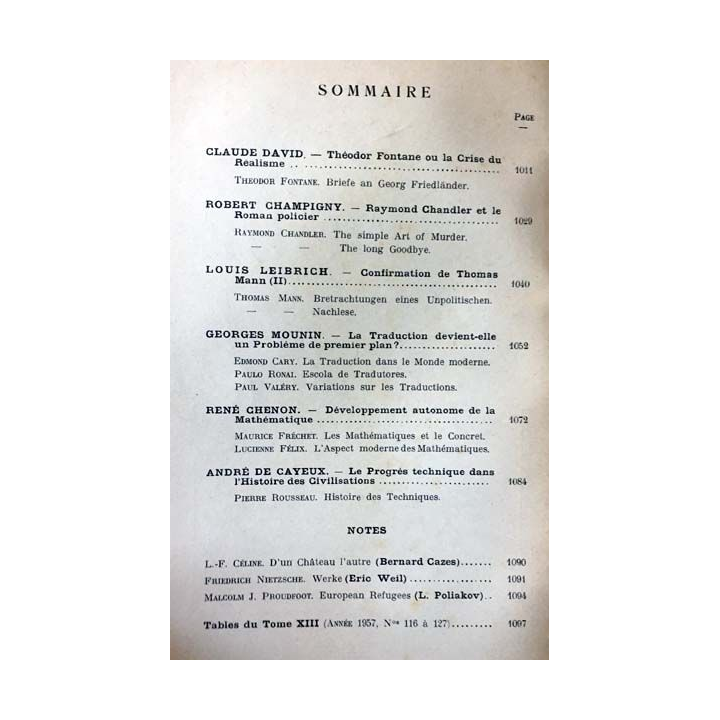 SOMMAIRE
PAGE
—
CLAUDE DAVID. — Théodor Fontane ou la Crise du
Réalisme .. ........................................ 1011
THEODOR FONTANE. Briefe an Georg Friedländer.
ROBERT CHAMPIGNY. — Raymond Chandler et le
Roman policier ........................................ 1029
RAYMOND CHANDLER. The simple Art of Murder.
— — The long Goodbye.
LOUIS LEIBRICH. — Confirmation de Thomas
Mann (II)........................................ 1040
THOMAS MANN. Bretrachtungen eines Unpolitischen.
— — Nachlese.
GEORGES MOUNIN. — La Traduction devient-elle
un Problème de premier plan?.................... 1052
EDMOND CARY. La Traduction dans le Monde moderne.
PAULO RONAI. Escola de Tradutores.
PAUL VALÉRY. Variations sur les Traductions.
RENÉ CHENON. — Développement autonome de la
Mathématique ........................................ 1072
MAURICE FRÉCHET. Les Mathématiques et le Concret.
LUCIENNE FÉLIX. L'Aspect moderne des Mathématiques.
ANDRÉ DE CAYEUX. — Le Progrès technique dans
l'Histoire des Civilisations ........................ 1084
PIERRE ROUSSEAU. Histoire des Techniques.
NOTES
L.-F. CÉLINE. D'un Château l'autre (Bernard Cazes)....... 1090
FRIEDRICH NIETZSCHE. Werke (Eric Weil) .................. 1091
MALCOLM J. PROUDFOOT. European Refugees (L. Poliakov).. 1094
Tables du Tome XIII (ANNÉE 1957, Nos 116 à 127)......... 1097